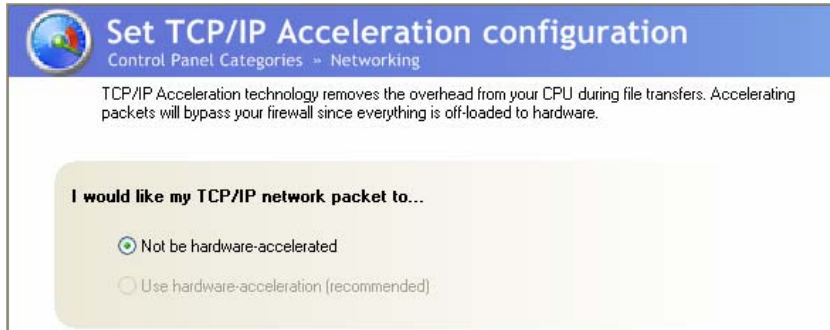 Set TCP/IP Acceleration configuration
Control Panel Categories » Networking
TCP/IP Acceleration technology removes the overhead from your CPU during file transfers. Accelerating
packets will bypass your firewall since everything is off-loaded to hardware.
I would like my TCP/IP network packet to...
Not be hardware-accelerated
Use hardware-acceleration (recommended)